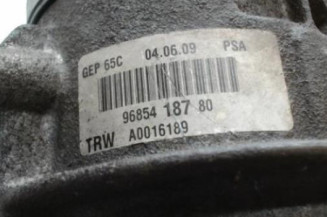 GEP 65C 04.06.09 PSA
96854 187 80
TRW A0016189